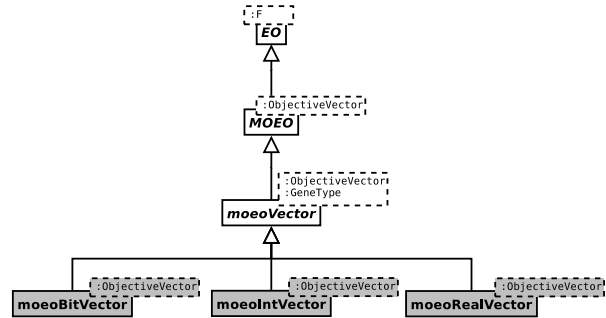 :F
EO
:ObjectiveVector
MOEO
:ObjectiveVector
:GeneType
moeoVector
:ObjectiveVector :ObjectiveVector :ObjectiveVector
moeoBitVector moeoIntVector moeoRealVector